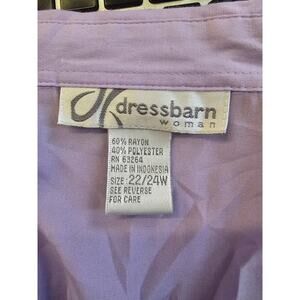 dressbarn
woman
60% RAYON
40% POLYESTER
RN 63264
MADE IN INDONESIA
SIZE: 22/24W
SEE REVERSE
FOR CARE